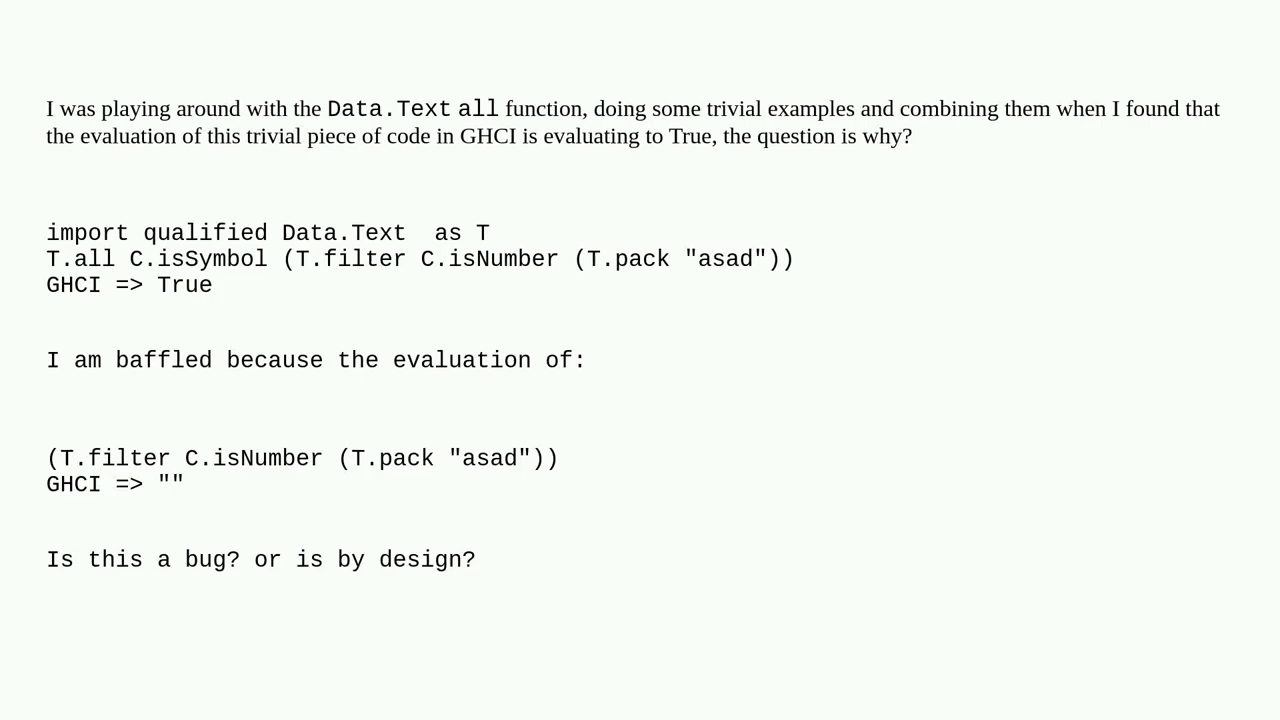 I was playing around with the Data.Text all function, doing some trivial examples and combining them when I found that
the evaluation of this trivial piece of code in GHCI is evaluating to True, the question is why?
import qualified Data.Text  as T
T.all C.isSymbol (T.filter C.isNumber (T.pack "asad"))
GHCI => True
I am baffled because the evaluation of:
(T.filter C.isNumber (T.pack "asad"))
GHCI => ""
Is this a bug? or is by design?